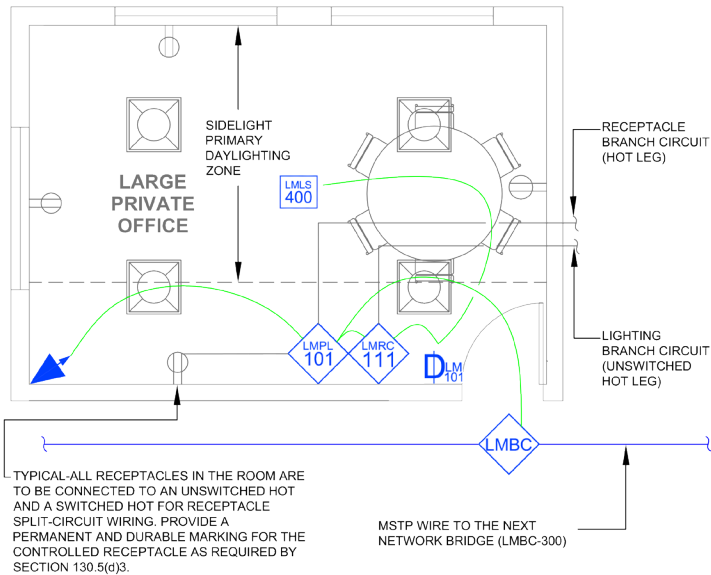 SIDELIGHT
PRIMARY
DAYLIGHTING
ZONE
LARGE
PRIVATE
OFFICE
LMLS
400
RECEPTACLE
BRANCH CIRCUIT
(HOT LEG)
LMPL
101
LMRC
111
D LM
101
LIGHTING
BRANCH CIRCUIT
(UNSWITCHED
HOT LEG)
LMBC
TYPICAL-ALL RECEPTACLES IN THE ROOM ARE
TO BE CONNECTED TO AN UNSWITCHED HOT
AND A SWITCHED HOT FOR RECEPTACLE
SPLIT-CIRCUIT WIRING. PROVIDE A
PERMANENT AND DURABLE MARKING FOR THE
CONTROLLED RECEPTACLE AS REQUIRED BY
SECTION 130.5(d)3.
MSTP WIRE TO THE NEXT
NETWORK BRIDGE (LMBC-300)